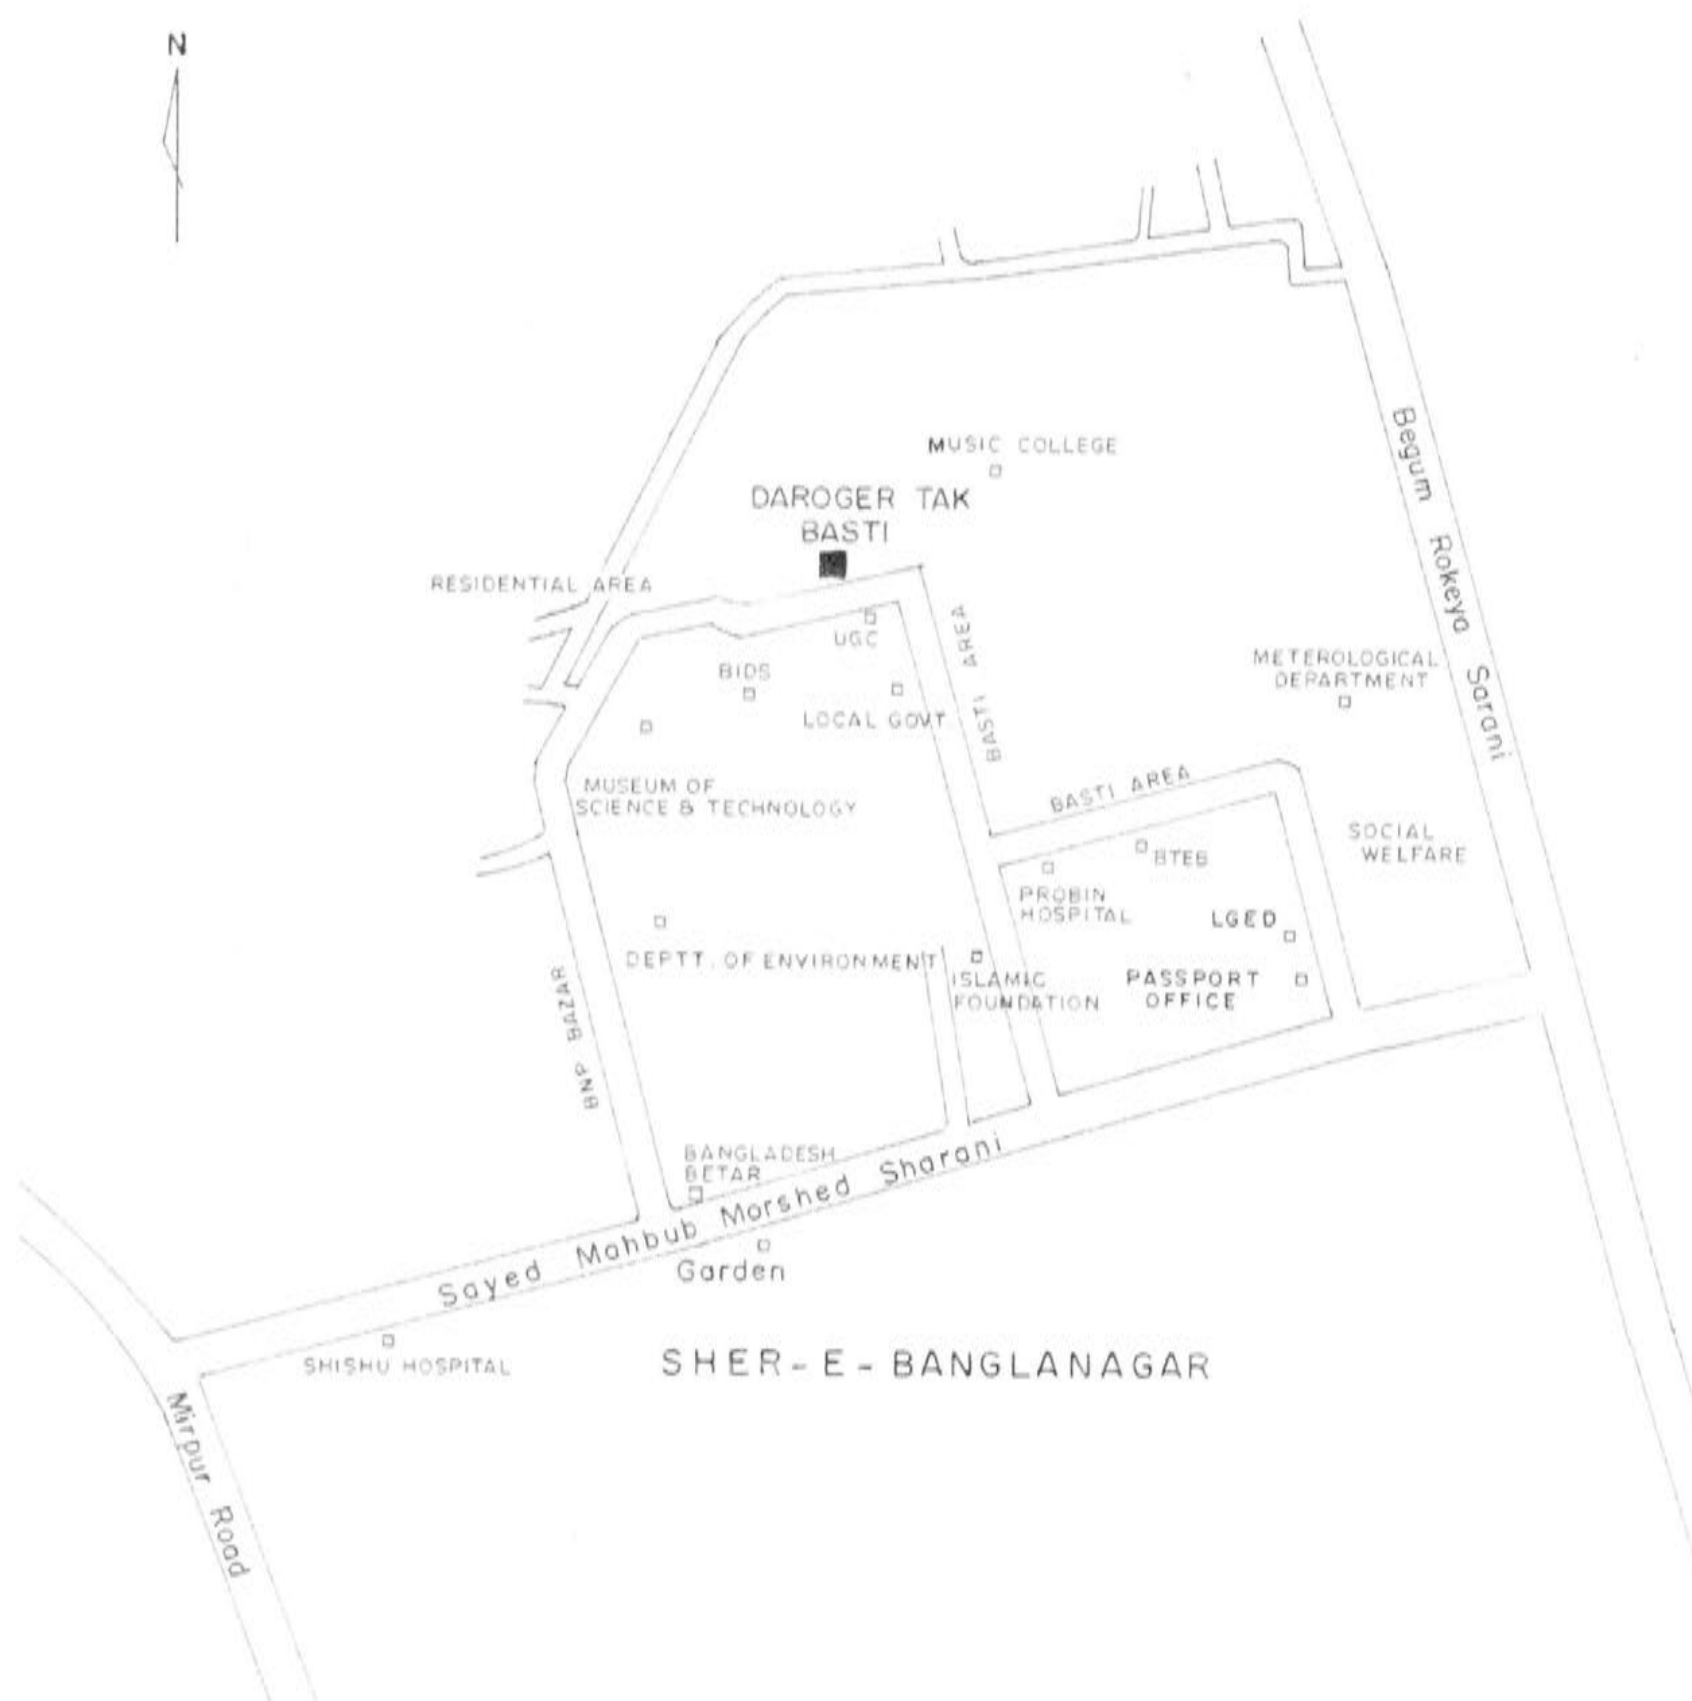 N
MUSIC COLLEGE
DAROGER TAK
BASTI
RESIDENTIAL AREA
UGC
BASTI AREA
BIDS
LOCAL GOVT
METEROLOGICAL
DEPARTMENT
Begum Rokeya Sarani
MUSEUM OF
SCIENCE & TECHNOLOGY
BASTI AREA
BTEB
SOCIAL
WELFARE
PROBIN
HOSPITAL
LGED
DEPTT. OF ENVIRONMENT
ISLAMIC
FOUNDATION
PASSPORT
OFFICE
BNP BAZAR
BANGLADESH
BETAR
Sayed Mahbub Morshed Sharani
Garden
SHISHU HOSPITAL
SHER-E-BANGLANAGAR
Mirpur Road